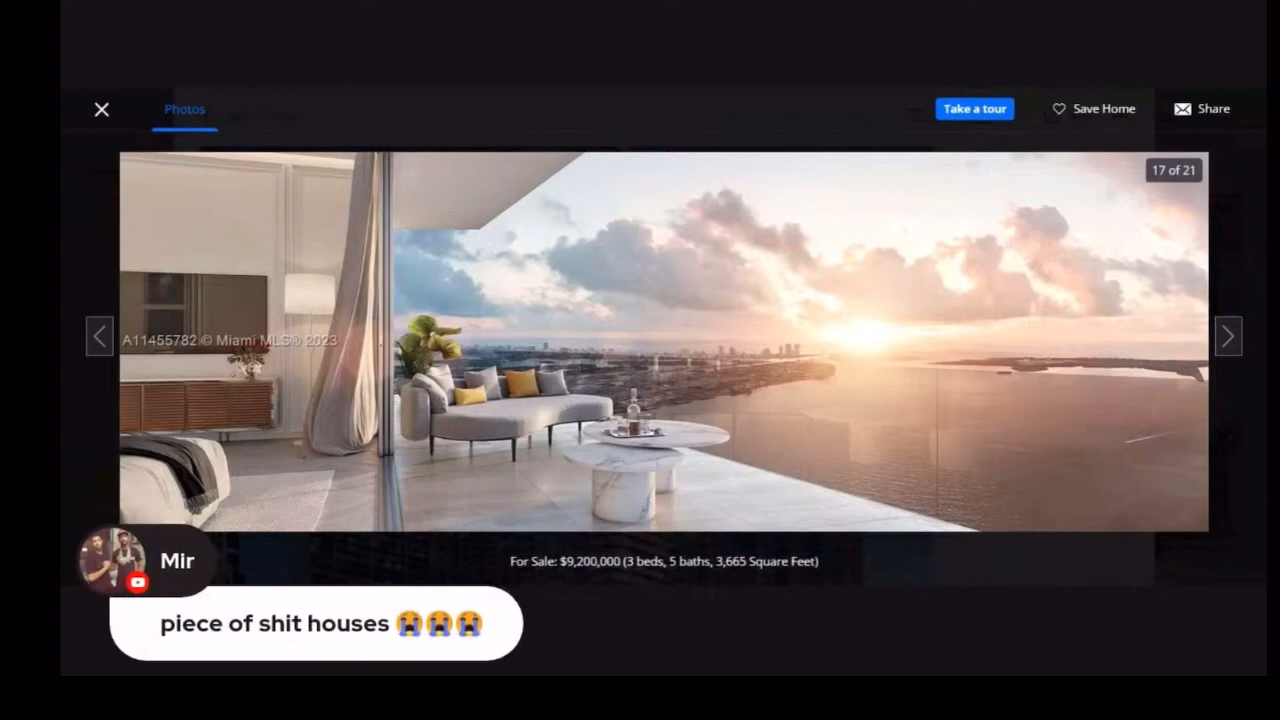 Photos
Take a tour
Save Home
Share
17 of 21
A11455782 © Miami MLS® 2023
For Sale: $9,200,000 (3 beds, 5 baths, 3,665 Square Feet)
Mir
piece of shit houses 😭😭😭